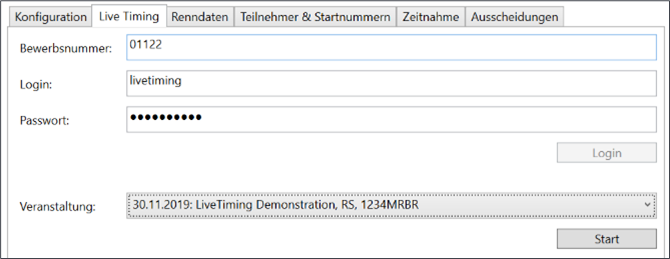 Konfiguration Live Timing Renndaten Teilnehmer & Startnummern Zeitnahme Ausscheidungen
Bewerbsnummer: 01122
Login: livetiming
Passwort: ●●●●●●●●●●
Login
Veranstaltung: 30.11.2019: LiveTiming Demonstration, RS, 1234MRBR
Start